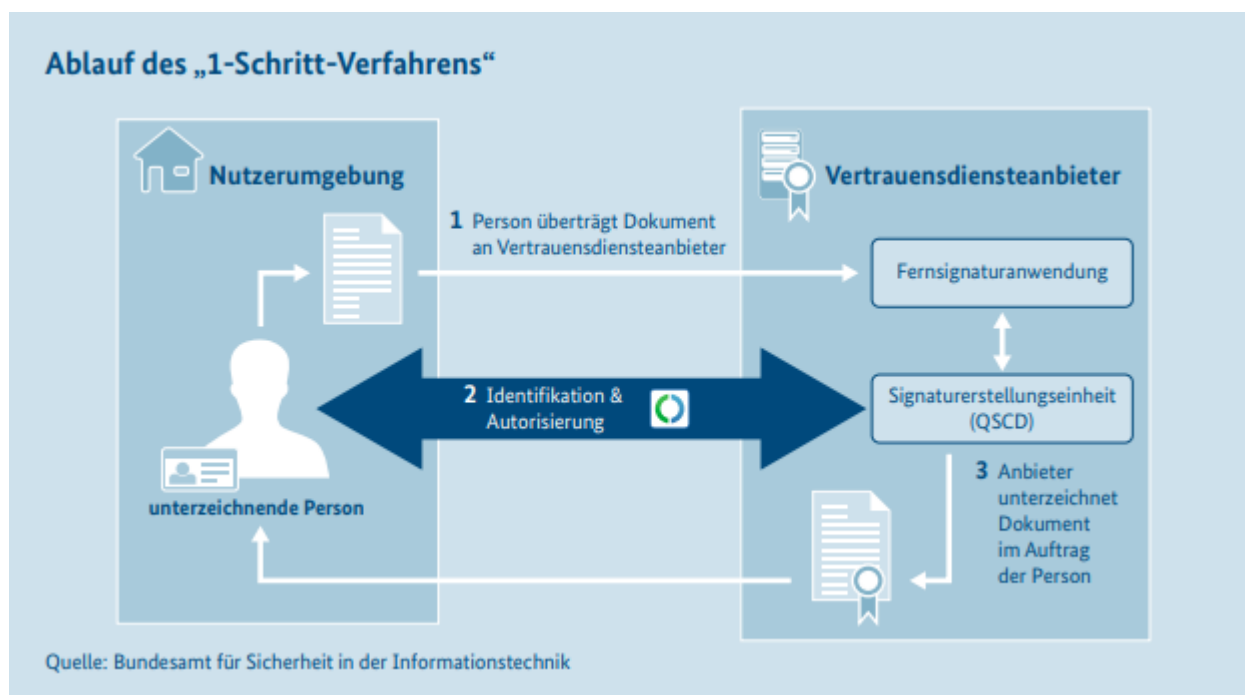 Ablauf des „1-Schritt-Verfahrens“
Nutzerumgebung
Vertrauensdiensteanbieter
1 Person überträgt Dokument
an Vertrauensdiensteanbieter
Fernsignaturanwendung
2 Identifikation &
Autorisierung
Signaturerstellungseinheit
(QSCD)
3 Anbieter
unterzeichnet
Dokument
im Auftrag
der Person
unterzeichnende Person
Quelle: Bundesamt für Sicherheit in der Informationstechnik